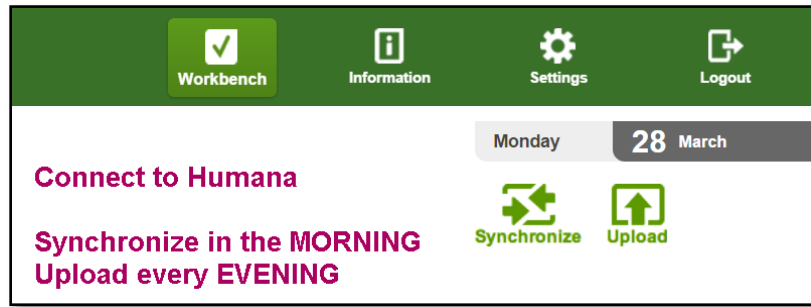 Workbench Information Settings Logout
Monday 28 March
Connect to Humana
Synchronize Upload
Synchronize in the MORNING
Upload every EVENING